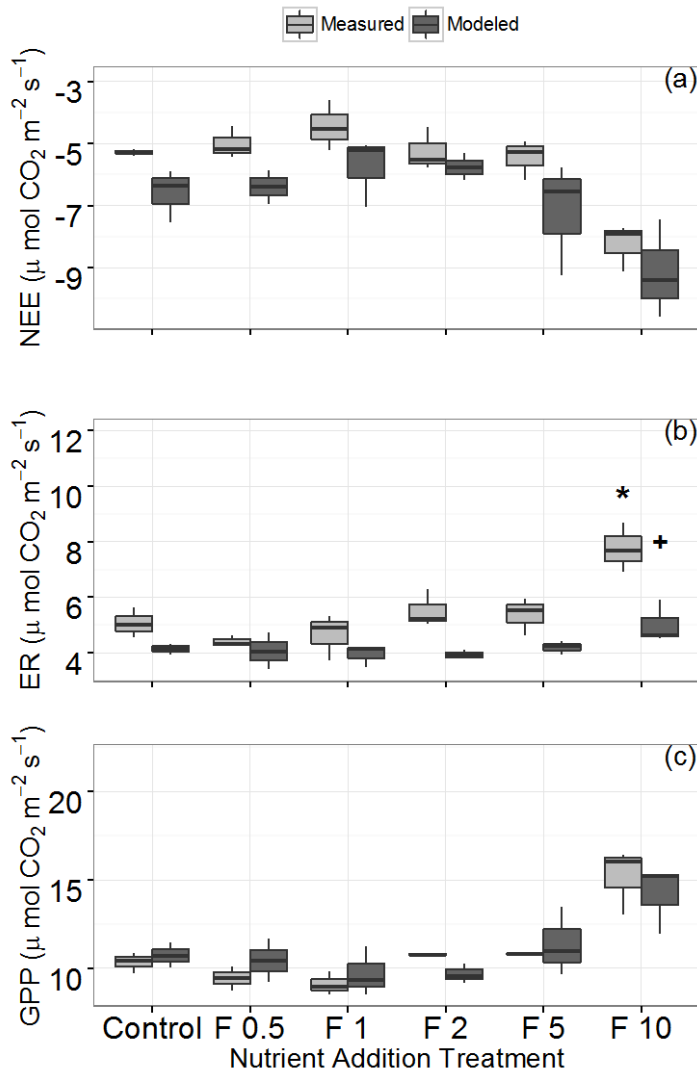 Measured Modeled
(a)
NEE (μ mol CO₂ m⁻² s⁻¹)
-3
-5
-7
-9
(b)
ER (μ mol CO₂ m⁻² s⁻¹)
12
10
8
6
4
*
+
(c)
GPP (μ mol CO₂ m⁻² s⁻¹)
20
15
10
Control F 0.5 F 1 F 2 F 5 F 10
Nutrient Addition Treatment